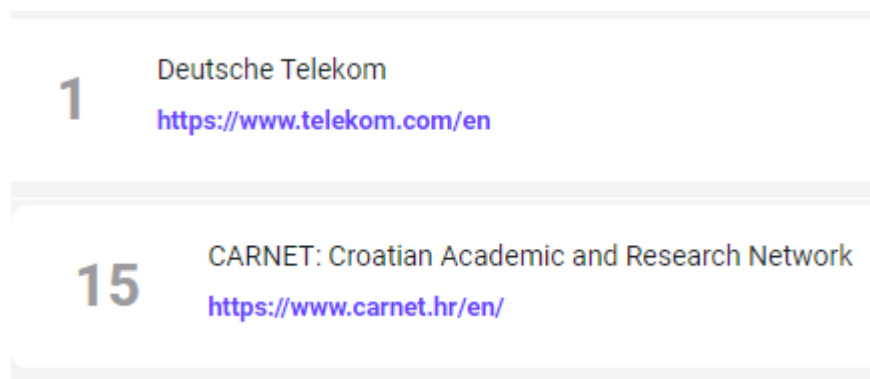 1
Deutsche Telekom
https://www.telekom.com/en
15
CARNET: Croatian Academic and Research Network
https://www.carnet.hr/en/